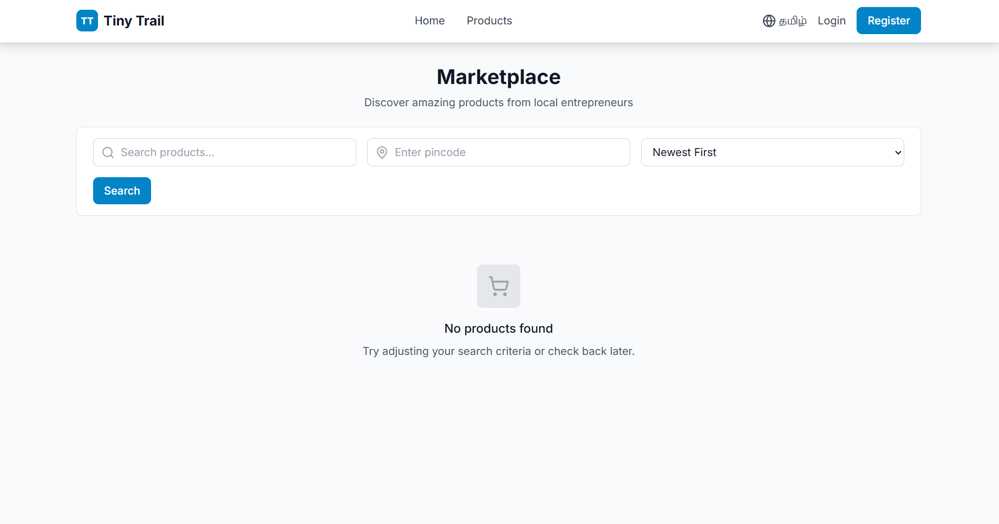 TT Tiny Trail Home Products தமிழ் Login Register
Marketplace
Discover amazing products from local entrepreneurs
Search products... Enter pincode Newest First
Search
No products found
Try adjusting your search criteria or check back later.